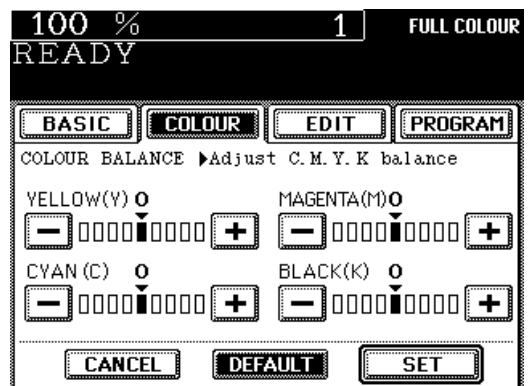 100 % 1 FULL COLOUR
READY
BASIC COLOUR EDIT PROGRAM
COLOUR BALANCE ▶Adjust C.M.Y.K balance
YELLOW(Y) 0 MAGENTA(M) 0
− + − +
CYAN (C) 0 BLACK(K) 0
− + − +
CANCEL DEFAULT SET